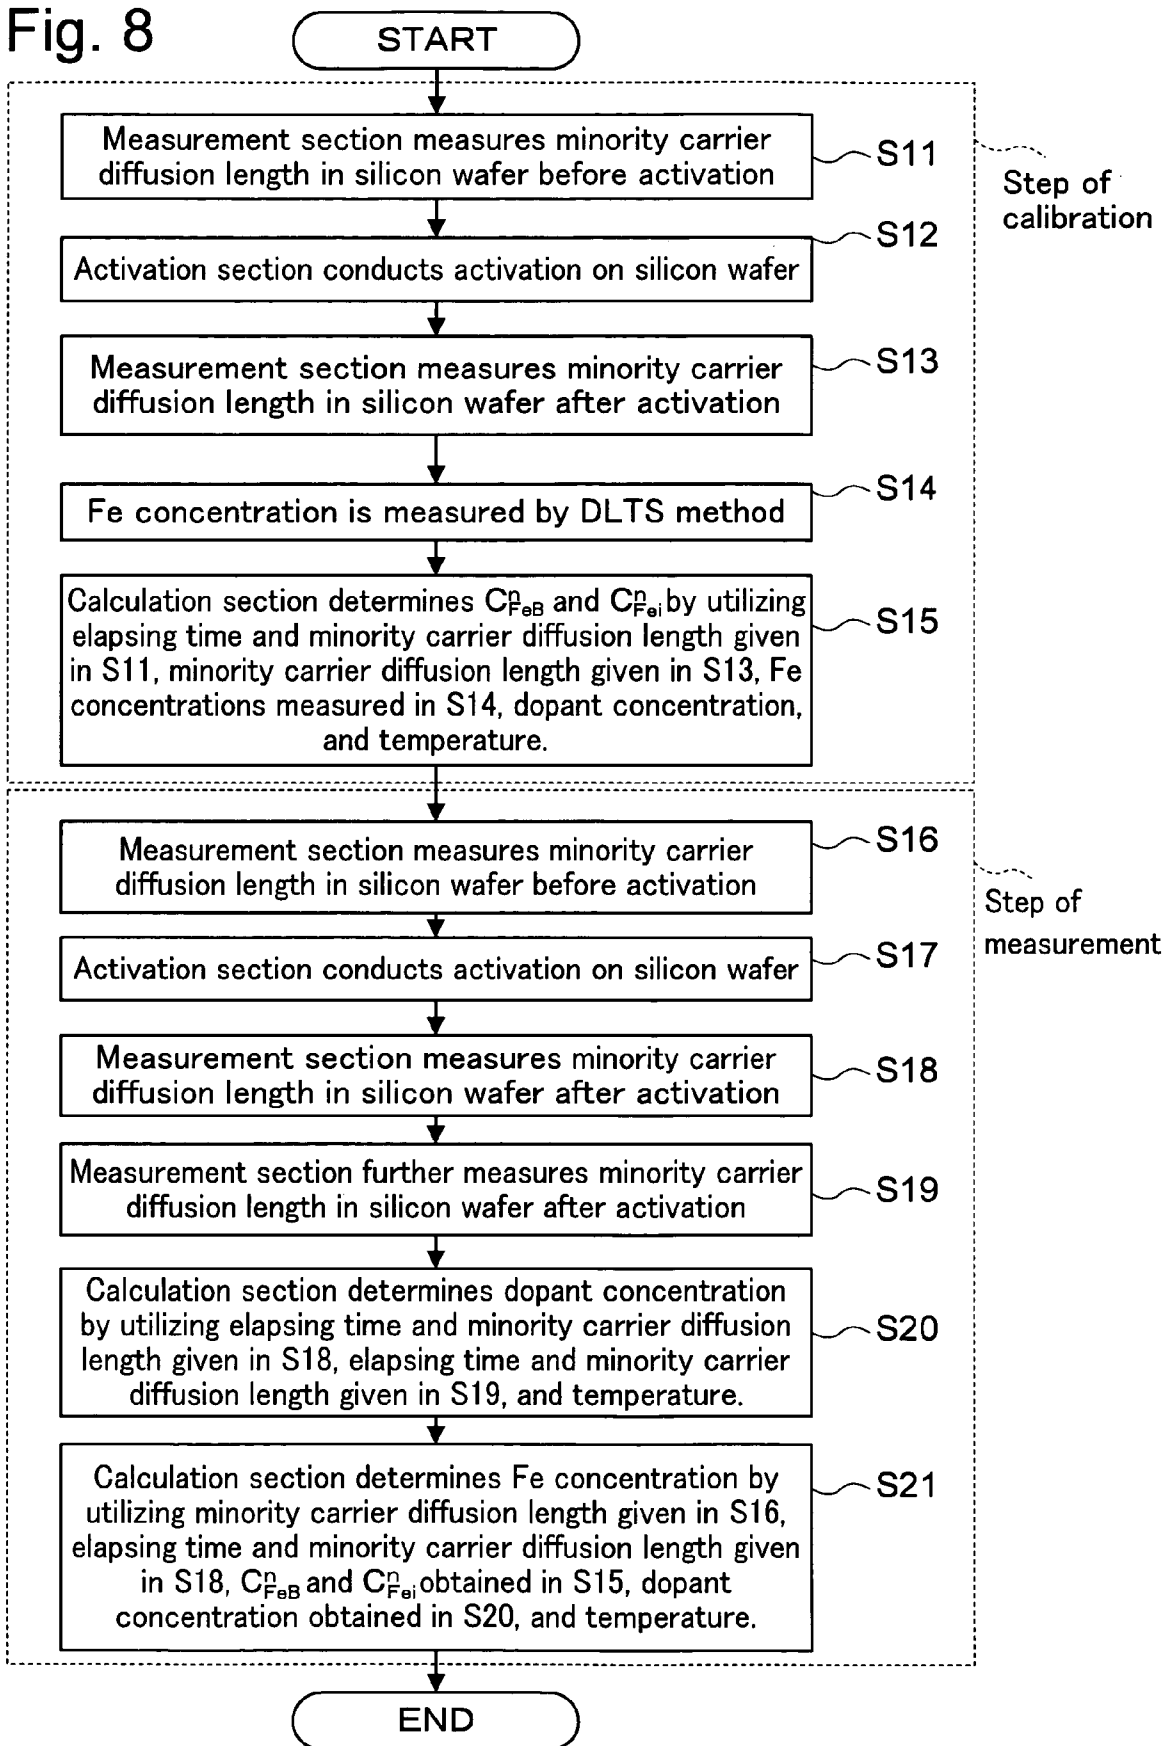 Fig. 8
START
Measurement section measures minority carrier
diffusion length in silicon wafer before activation
S11
Step of
calibration
Activation section conducts activation on silicon wafer
S12
Measurement section measures minority carrier
diffusion length in silicon wafer after activation
S13
Fe concentration is measured by DLTS method
S14
Calculation section determines C^n_FeB and C^n_Fei by utilizing
elapsing time and minority carrier diffusion length given
in S11, minority carrier diffusion length given in S13, Fe
concentrations measured in S14, dopant concentration,
and temperature.
S15
Measurement section measures minority carrier
diffusion length in silicon wafer before activation
S16
Step of
measurement
Activation section conducts activation on silicon wafer
S17
Measurement section measures minority carrier
diffusion length in silicon wafer after activation
S18
Measurement section further measures minority carrier
diffusion length in silicon wafer after activation
S19
Calculation section determines dopant concentration
by utilizing elapsing time and minority carrier diffusion
length given in S18, elapsing time and minority carrier
diffusion length given in S19, and temperature.
S20
Calculation section determines Fe concentration by
utilizing minority carrier diffusion length given in S16,
elapsing time and minority carrier diffusion length given
in S18, C^n_FeB and C^n_Fei obtained in S15, dopant
concentration obtained in S20, and temperature.
S21
END